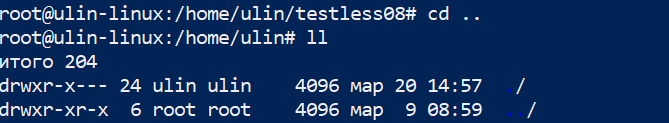 root@ulin-linux:/home/ulin/testless08# cd ..
root@ulin-linux:/home/ulin# ll
итого 204
drwxr-x--- 24 ulin ulin 4096 мар 20 14:57 ./
drwxr-xr-x 6 root root 4096 мар 9 08:59 ../